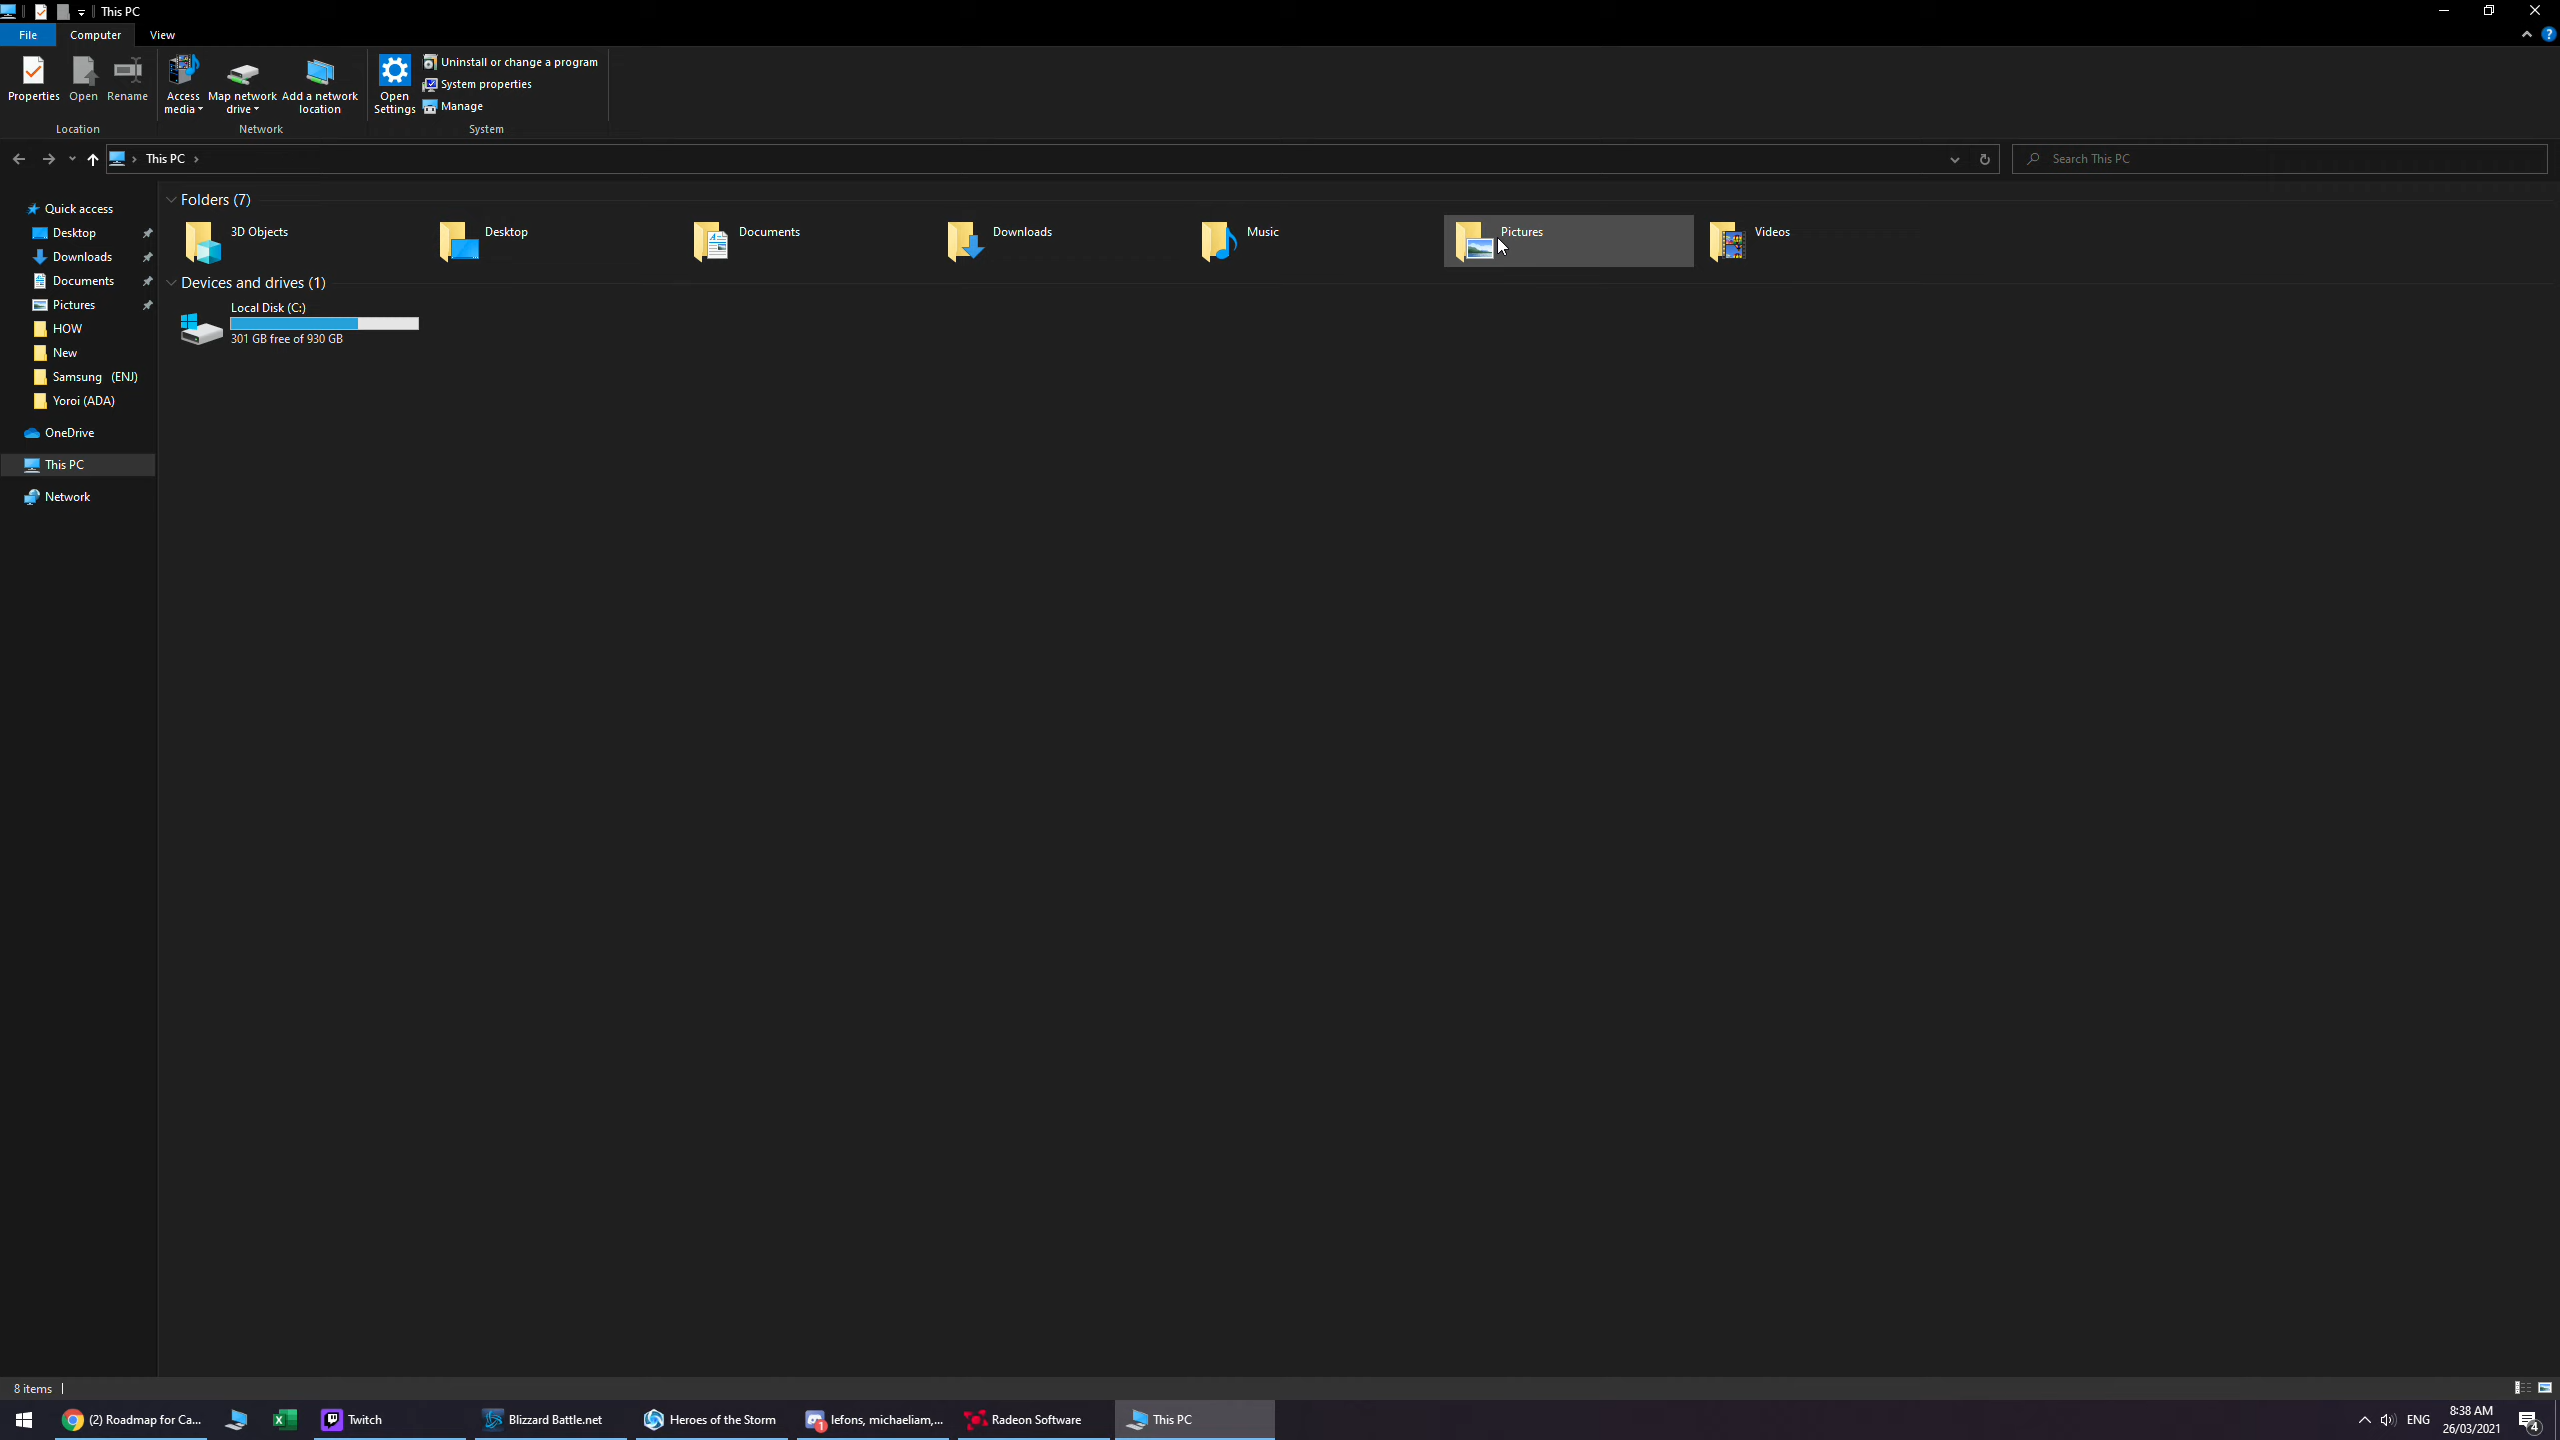 This PC
File Computer View
Properties Open Rename Access media Map network drive Add a network location Open Settings
Uninstall or change a program
System properties
Manage
Location Network System
This PC
Search This PC
Quick access
Desktop
Downloads
Documents
Pictures
HOW
New
Samsung (ENJ)
Yoroi (ADA)
OneDrive
This PC
Network
Folders (7)
3D Objects Desktop Documents Downloads Music Pictures Videos
Devices and drives (1)
Local Disk (C:)
301 GB free of 930 GB
8 items
(2) Roadmap for Ca... Twitch Blizzard Battle.net Heroes of the Storm 1 lefons, michaeliam,... Radeon Software This PC
ENG
8:38 AM
26/03/2021
4